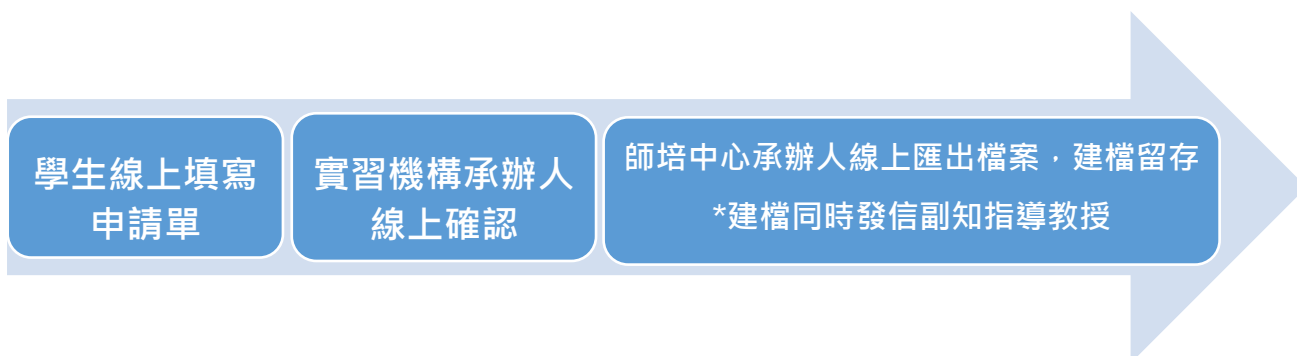 學生線上填寫
申請單
實習機構承辦人
線上確認
師培中心承辦人線上匯出檔案，建檔留存
*建檔同時發信副知指導教授